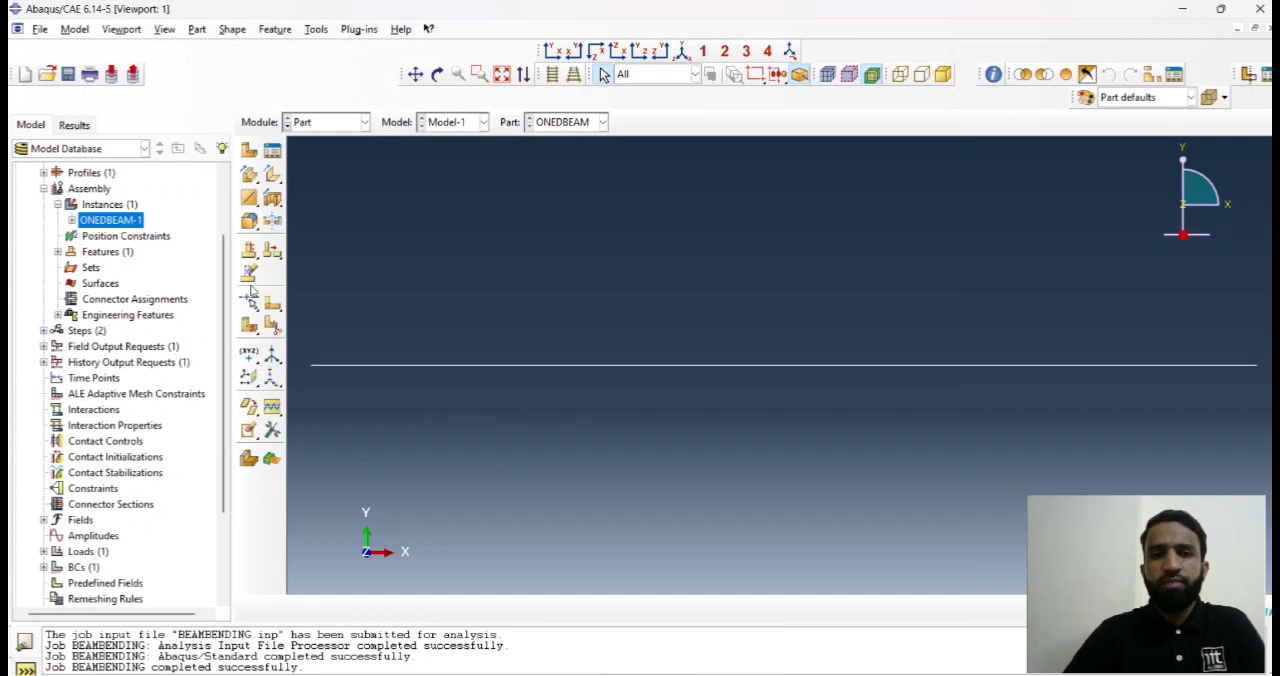 Abaqus/CAE 6.14-5 [Viewport: 1]
File Model Viewport View Part Shape Feature Tools Plug-ins Help
1 2 3 4
All
Part defaults
Model Results
Module: Part Model: Model-1 Part: ONEDBEAM
Model Database
Profiles (1)
Assembly
Instances (1)
ONEDBEAM-1
Position Constraints
Features (1)
Sets
Surfaces
Connector Assignments
Engineering Features
Steps (2)
Field Output Requests (1)
History Output Requests (1)
Time Points
ALE Adaptive Mesh Constraints
Interactions
Interaction Properties
Contact Controls
Contact Initializations
Contact Stabilizations
Constraints
Connector Sections
Fields
Amplitudes
Loads (1)
BCs (1)
Predefined Fields
Remeshing Rules
(XYZ)
Y
Z X
Y
Z X
The job input file "BEAMBENDING.inp" has been submitted for analysis.
Job BEAMBENDING: Analysis Input File Processor completed successfully.
Job BEAMBENDING: Abaqus/Standard completed successfully.
Job BEAMBENDING completed successfully.
>>>